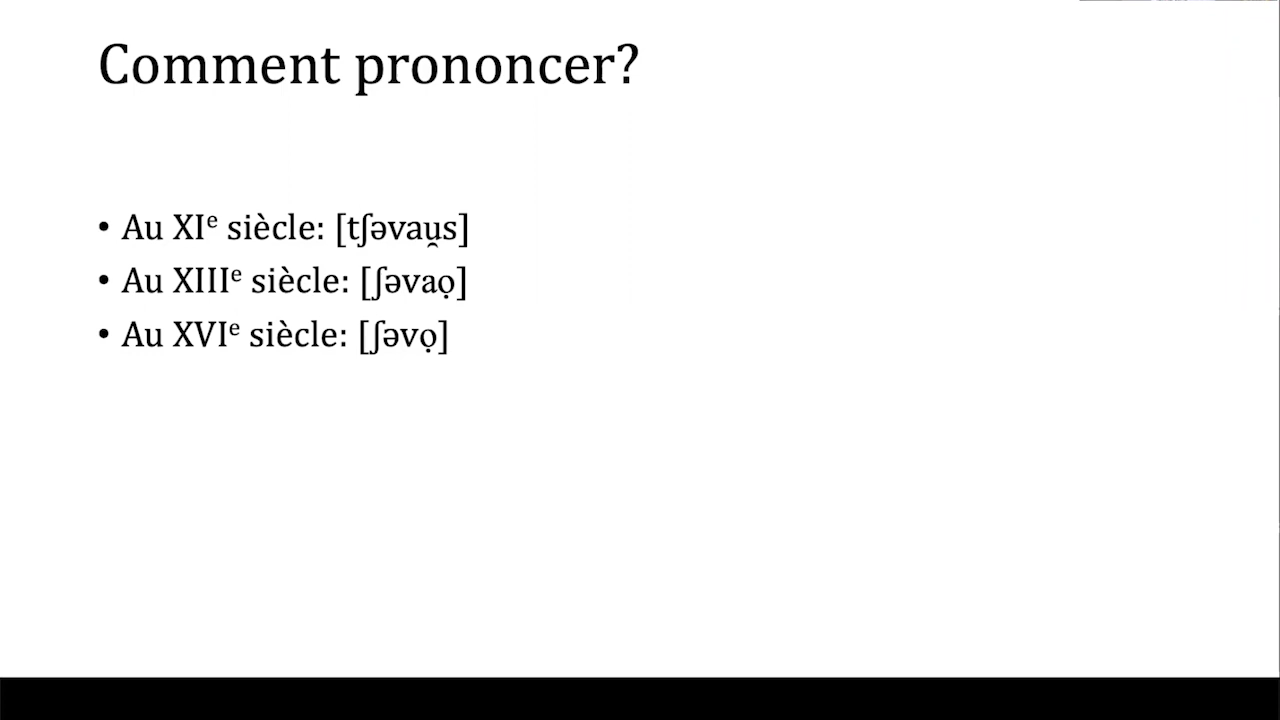 Comment prononcer?
• Au XIᵉ siècle: [tʃəvau̯s]
• Au XIIIᵉ siècle: [ʃəvaọ]
• Au XVIᵉ siècle: [ʃəvọ]